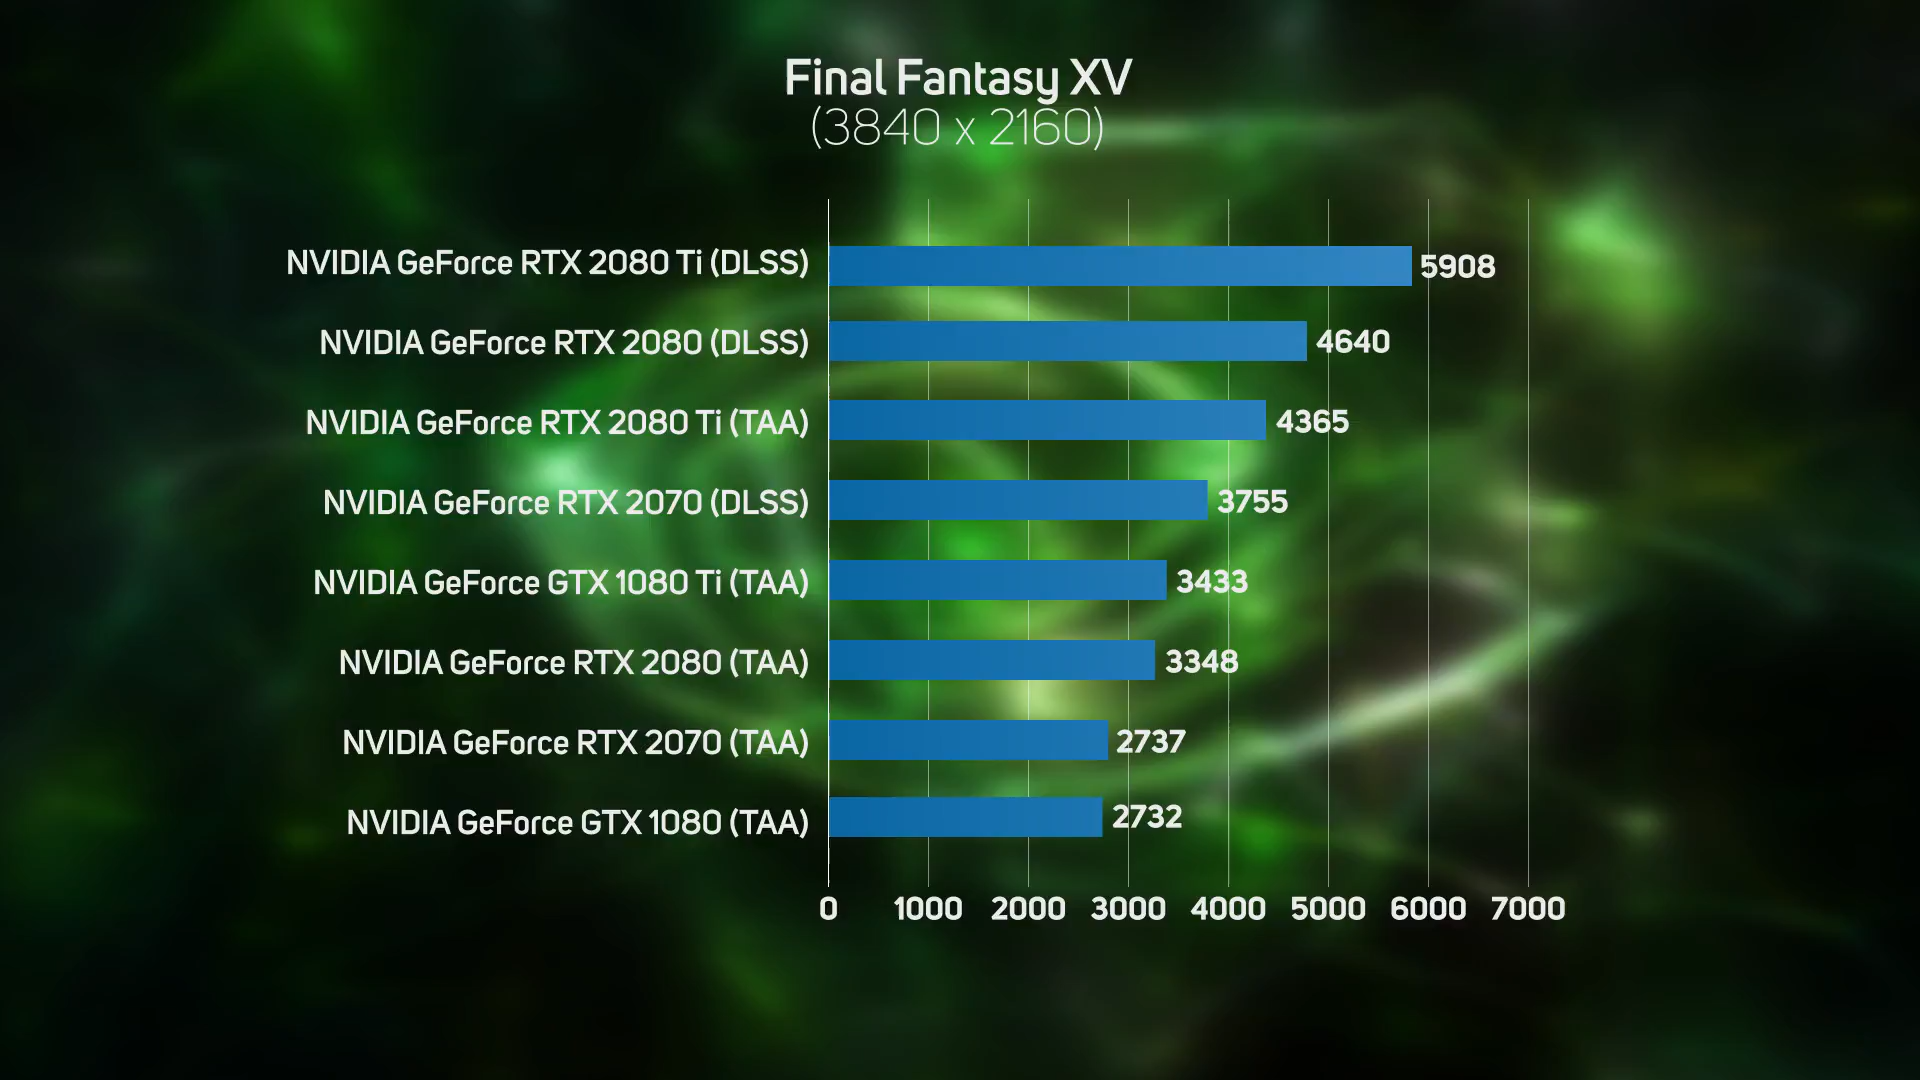 Final Fantasy XV
(3840 x 2160)
NVIDIA GeForce RTX 2080 Ti (DLSS) 5908
NVIDIA GeForce RTX 2080 (DLSS) 4640
NVIDIA GeForce RTX 2080 Ti (TAA) 4365
NVIDIA GeForce RTX 2070 (DLSS) 3755
NVIDIA GeForce GTX 1080 Ti (TAA) 3433
NVIDIA GeForce RTX 2080 (TAA) 3348
NVIDIA GeForce RTX 2070 (TAA) 2737
NVIDIA GeForce GTX 1080 (TAA) 2732
0 1000 2000 3000 4000 5000 6000 7000